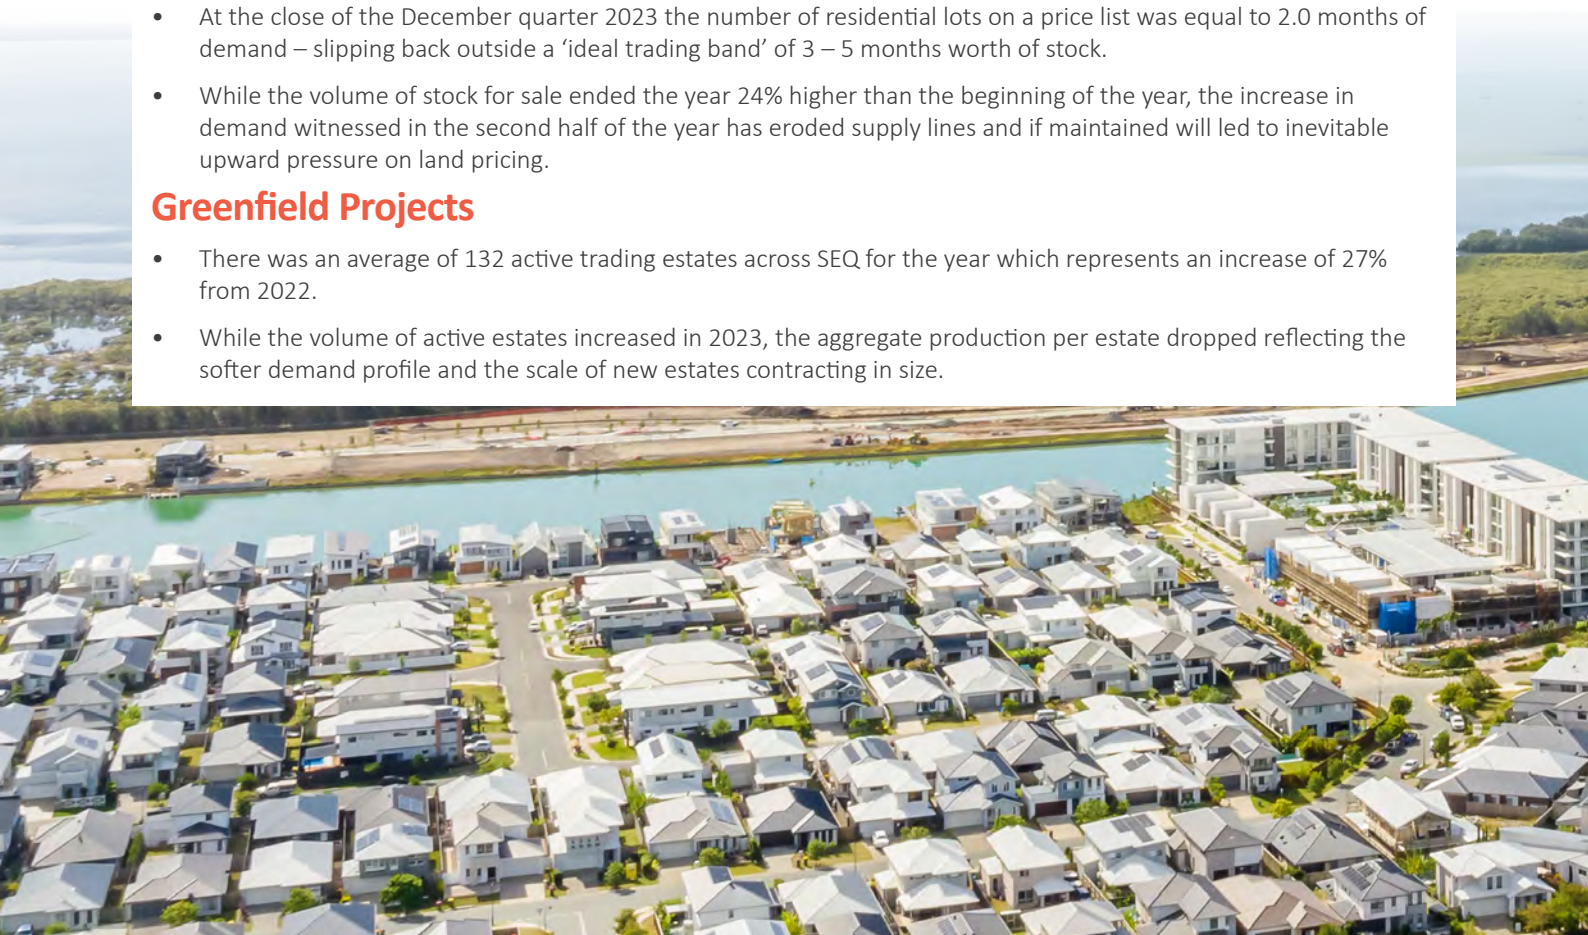 • At the close of the December quarter 2023 the number of residential lots on a price list was equal to 2.0 months of
demand – slipping back outside a ‘ideal trading band’ of 3 – 5 months worth of stock.
• While the volume of stock for sale ended the year 24% higher than the beginning of the year, the increase in
demand witnessed in the second half of the year has eroded supply lines and if maintained will led to inevitable
upward pressure on land pricing.
Greenfield Projects
• There was an average of 132 active trading estates across SEQ for the year which represents an increase of 27%
from 2022.
• While the volume of active estates increased in 2023, the aggregate production per estate dropped reflecting the
softer demand profile and the scale of new estates contracting in size.